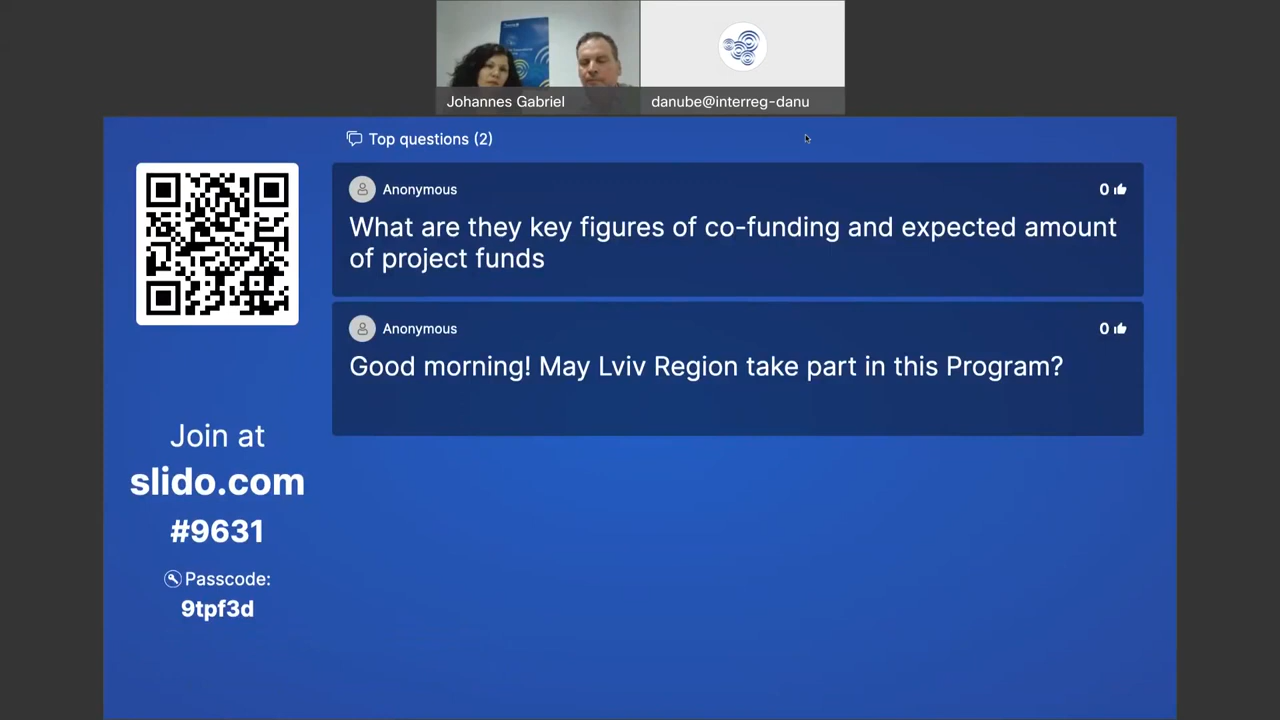 Johannes Gabriel
danube@interreg-danu
Top questions (2)
Anonymous
0
What are they key figures of co-funding and expected amount
of project funds
Anonymous
0
Good morning! May Lviv Region take part in this Program?
Join at
slido.com
#9631
Passcode:
9tpf3d